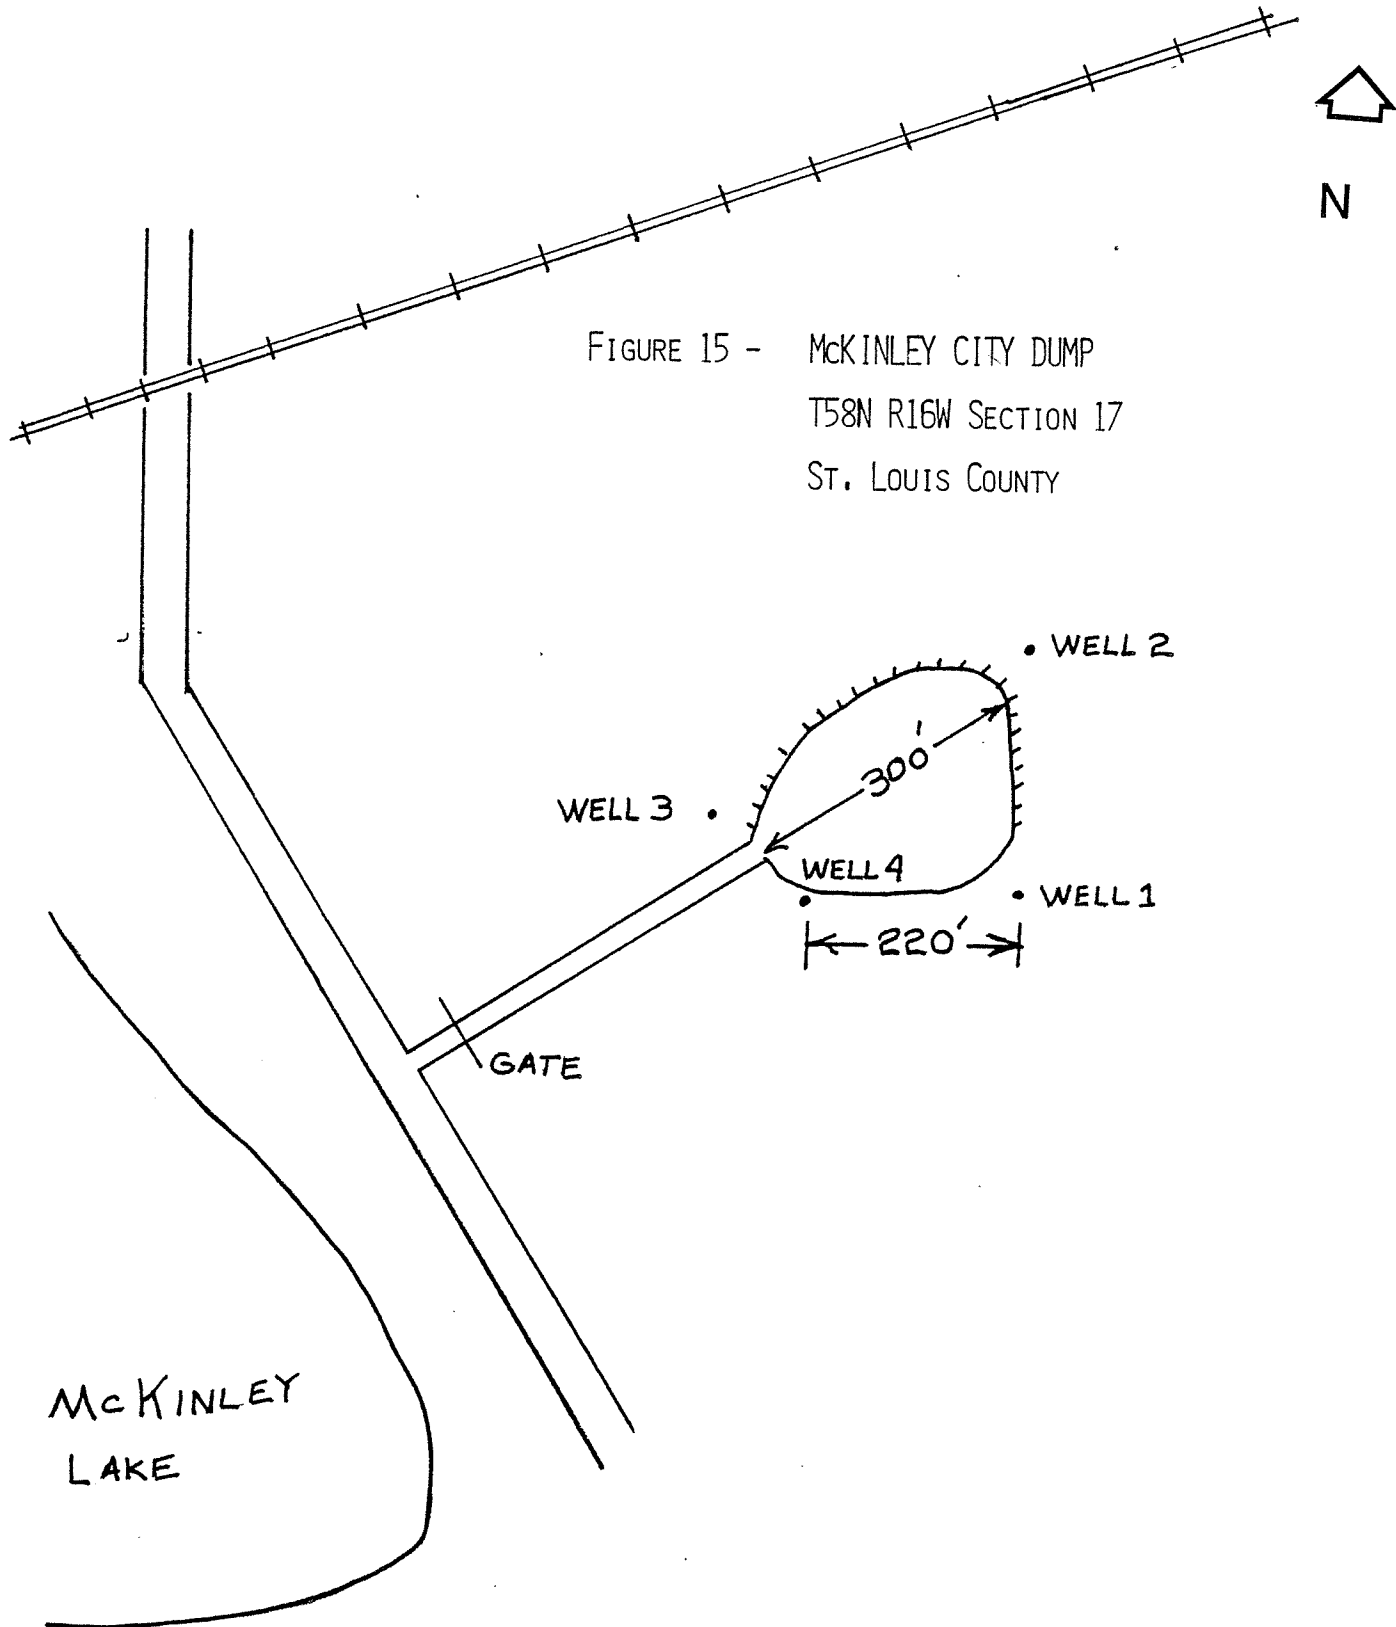 N
FIGURE 15 - McKINLEY CITY DUMP
T58N R16W SECTION 17
ST. LOUIS COUNTY
WELL 2
300'
WELL 3
WELL 4
WELL 1
220'
GATE
McKINLEY
LAKE